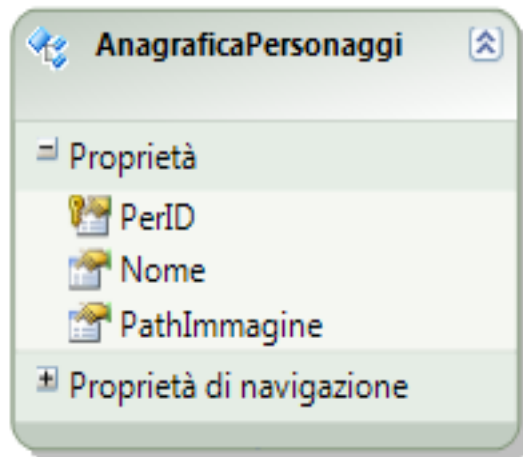 AnagraficaPersonaggi
Proprietà
PerID
Nome
PathImmagine
Proprietà di navigazione